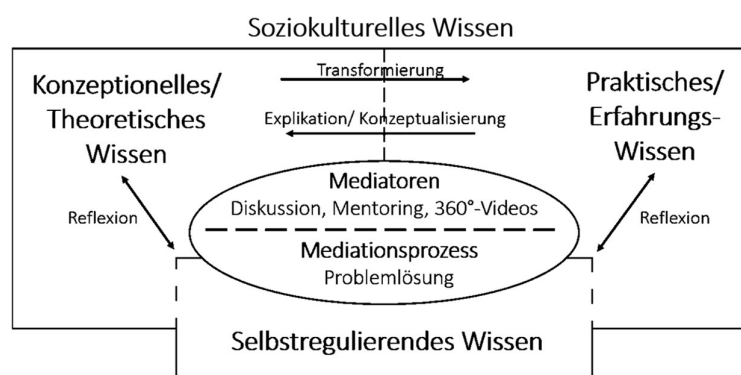 Soziokulturelles Wissen
Konzeptionelles/
Theoretisches
Wissen
Transformierung
Explikation/ Konzeptualisierung
Praktisches/
Erfahrungs-
Wissen
Reflexion
Mediatoren
Diskussion, Mentoring, 360°-Videos
Mediationsprozess
Problemlösung
Reflexion
Selbstregulierendes Wissen